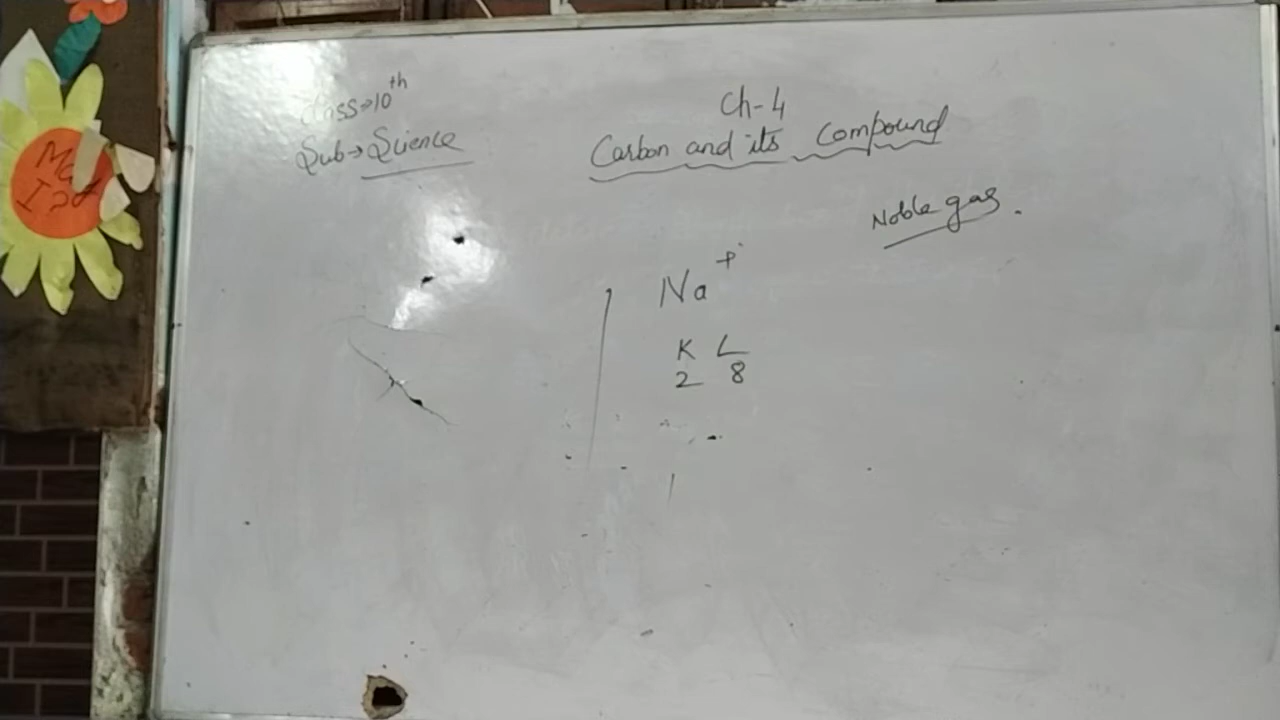 Class→10th
Sub→Science
Ch-4
Carbon and its Compound
Noble gas.
Na+
K L
2 8